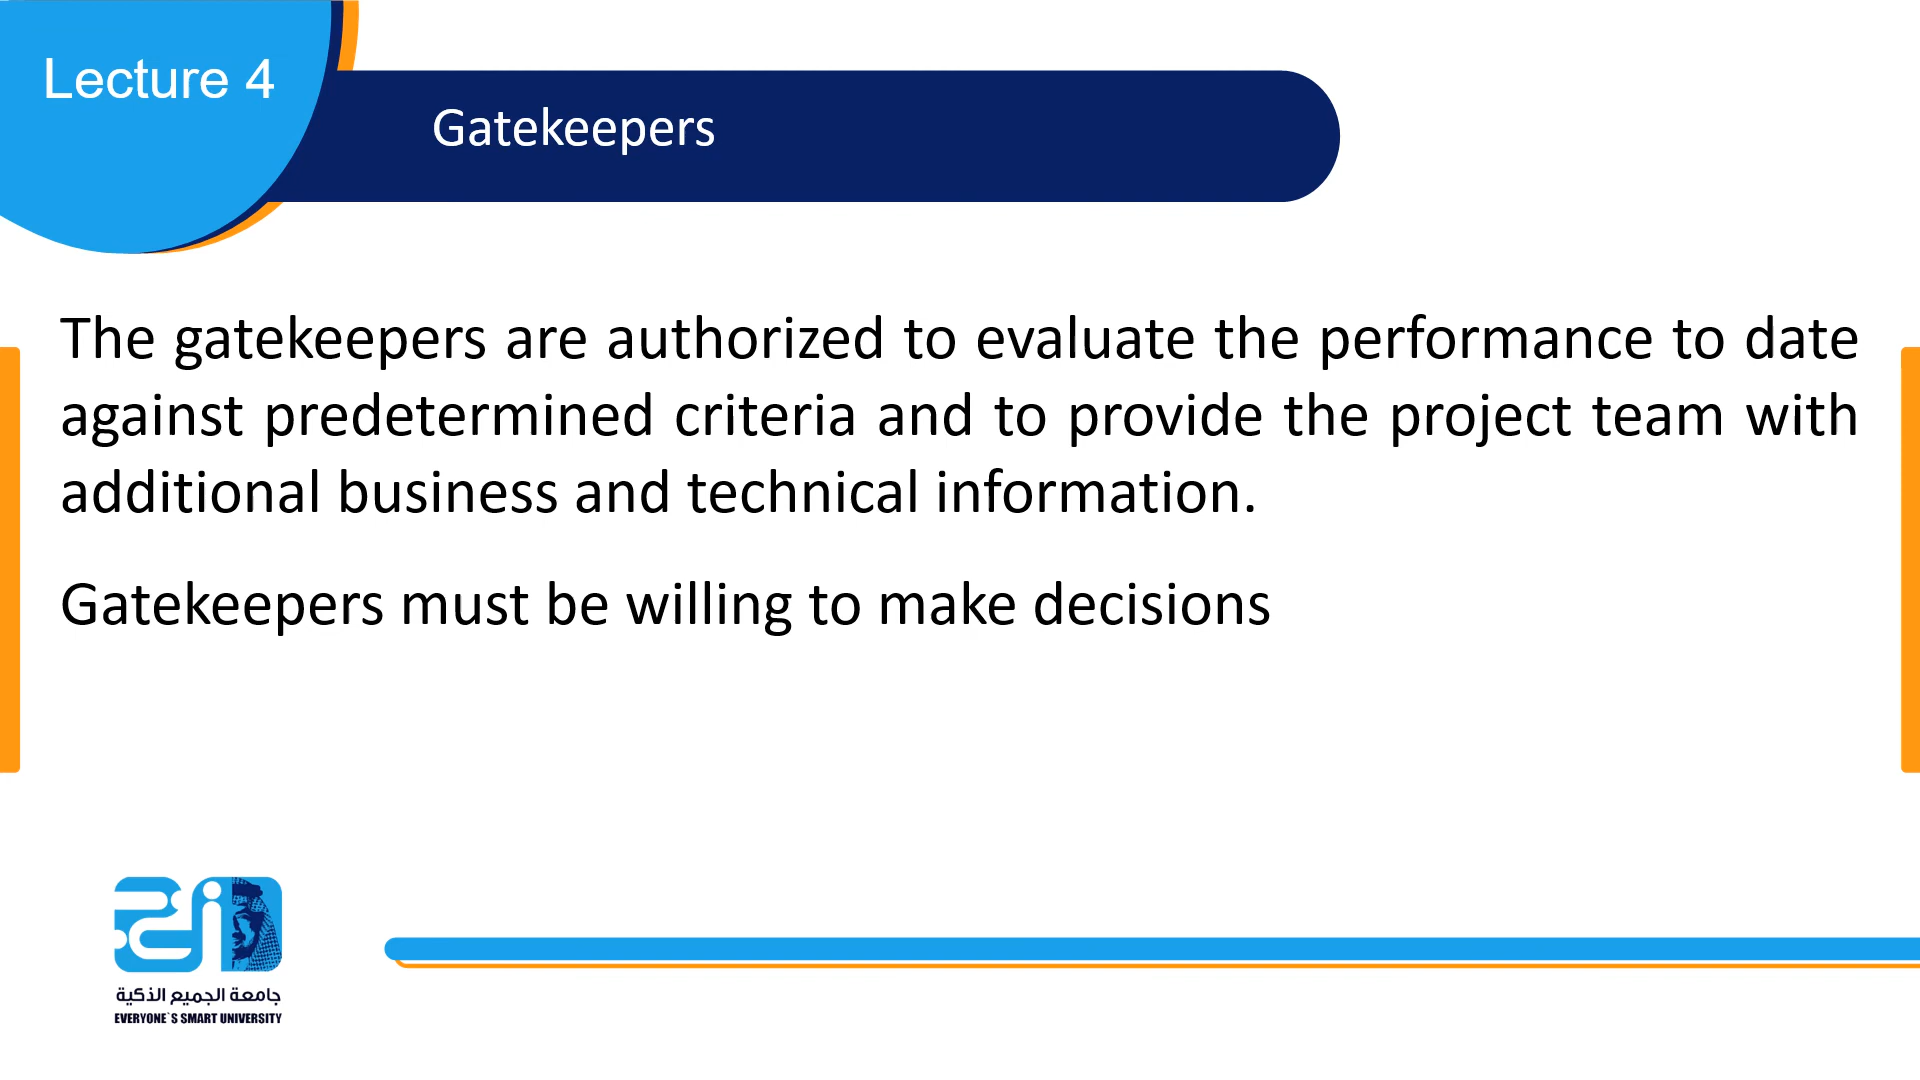 Lecture 4
Gatekeepers
The gatekeepers are authorized to evaluate the performance to date
against predetermined criteria and to provide the project team with
additional business and technical information.
Gatekeepers must be willing to make decisions
جامعة الجميع الذكية
EVERYONE`S SMART UNIVERSITY